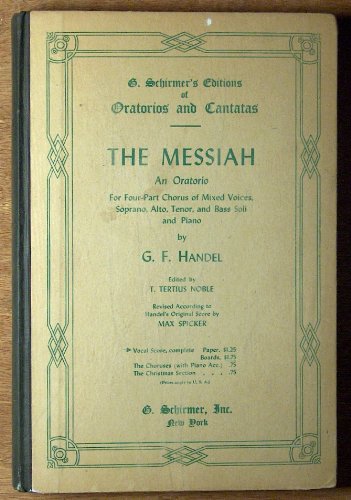 G. Schirmer's Editions
of
Oratorios and Cantatas
THE MESSIAH
An Oratorio
For Four-Part Chorus of Mixed Voices,
Soprano, Alto, Tenor, and Bass Soli
and Piano
by
G. F. HANDEL
Edited by
T. TERTIUS NOBLE
Revised According to
Handel's Original Score by
MAX SPICKER
Vocal Score, complete Paper, $1.25
Boards, $1.75
The Choruses (with Piano Acc.) .75
The Christmas Section . . . .75
(Prices apply to U. S. A.)
G. Schirmer, Inc.
New York